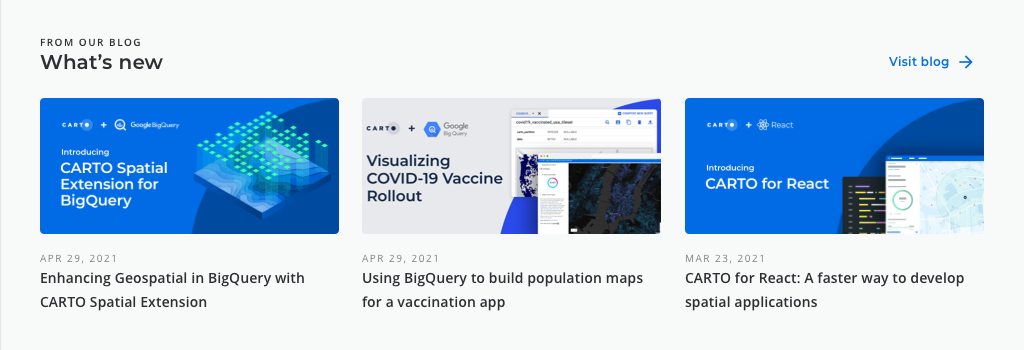 FROM OUR BLOG
What's new
Visit blog
CARTO + Google BigQuery
Introducing
CARTO Spatial
Extension for
BigQuery
CARTO + Google
Big Query
Visualizing
COVID-19 Vaccine
Rollout
covid19_vaccinated_usa_tileset
CARTO + React
Introducing
CARTO for React
APR 29, 2021
Enhancing Geospatial in BigQuery with
CARTO Spatial Extension
APR 29, 2021
Using BigQuery to build population maps
for a vaccination app
MAR 23, 2021
CARTO for React: A faster way to develop
spatial applications